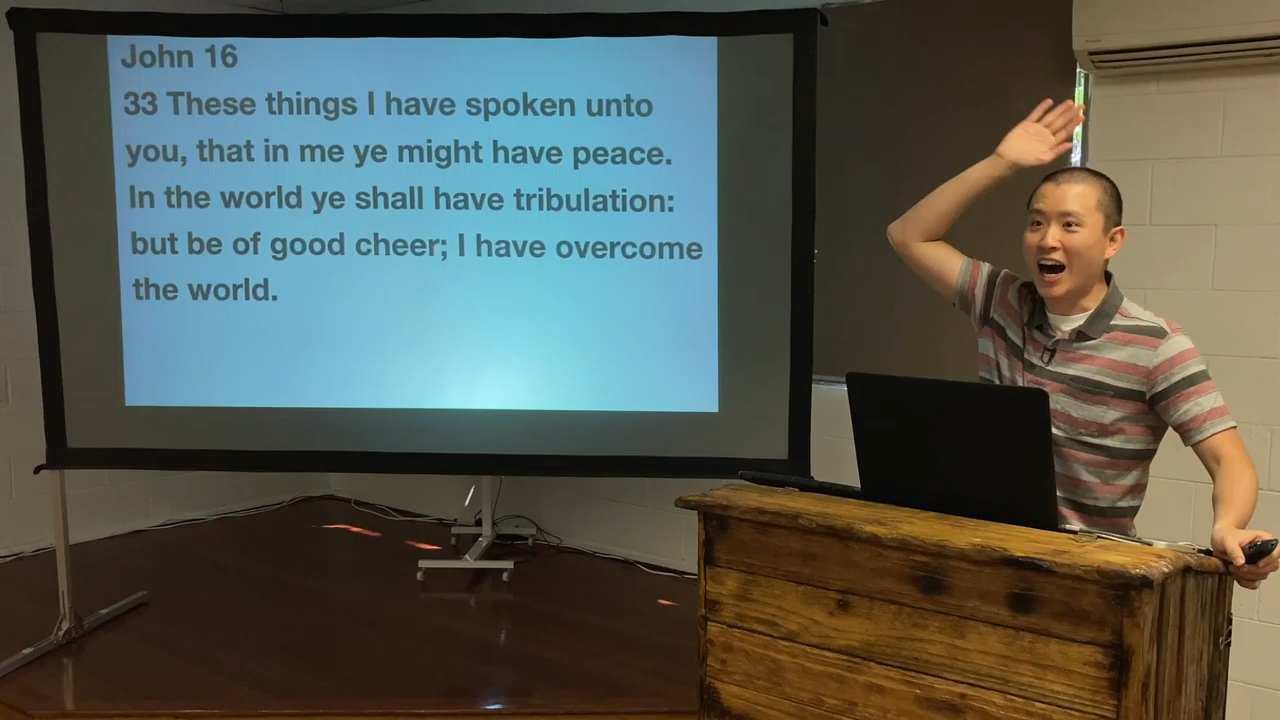 John 16
33 These things I have spoken unto
you, that in me ye might have peace.
In the world ye shall have tribulation:
but be of good cheer; I have overcome
the world.